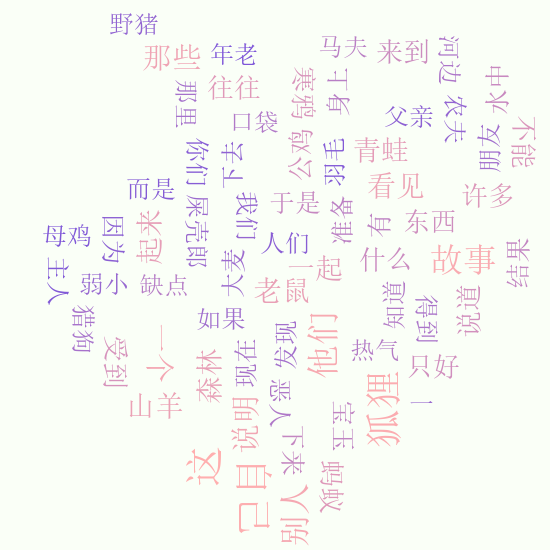 野猪
那些
年老
马夫
来到
河边
水中
那里
往往
寒鸦
身上
农夫
口袋
父亲
不能
朋友
你们
下去
公鸡
羽毛
青蛙
看见
许多
而是
屎壳郎
我们
于是
准备
有
东西
母鸡
因为
起来
人们
一起
什么
故事
结果
主人
弱小
缺点
大麦
老鼠
知道
得到
说道
猎狗
受到
一个
如果
现在
发现
他们
热气
只好
山羊
森林
说明
恶人
下来
宝玉
狐狸
一
这
自己
别人
蚂蚁